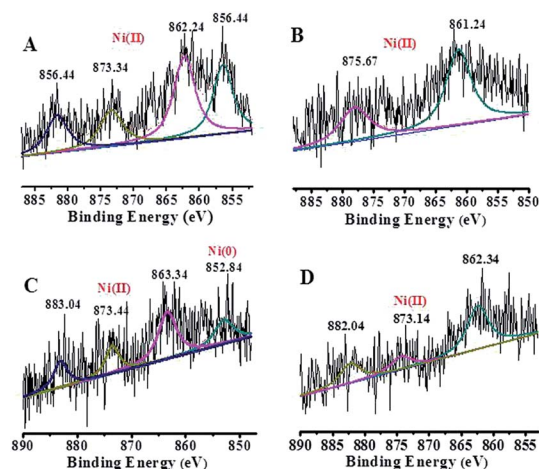 A
Ni(II)
862.24
856.44
856.44
873.34
885 880 875 870 865 860 855
Binding Energy (eV)
B
Ni(II)
861.24
875.67
885 880 875 870 865 860 855 850
Binding Energy (eV)
C
Ni(II)
Ni(0)
863.34
852.84
883.04
873.44
890 880 870 860 850
Binding Energy (eV)
D
862.34
Ni(II)
882.04
873.14
890 885 880 875 870 865 860 855
Binding Energy (eV)